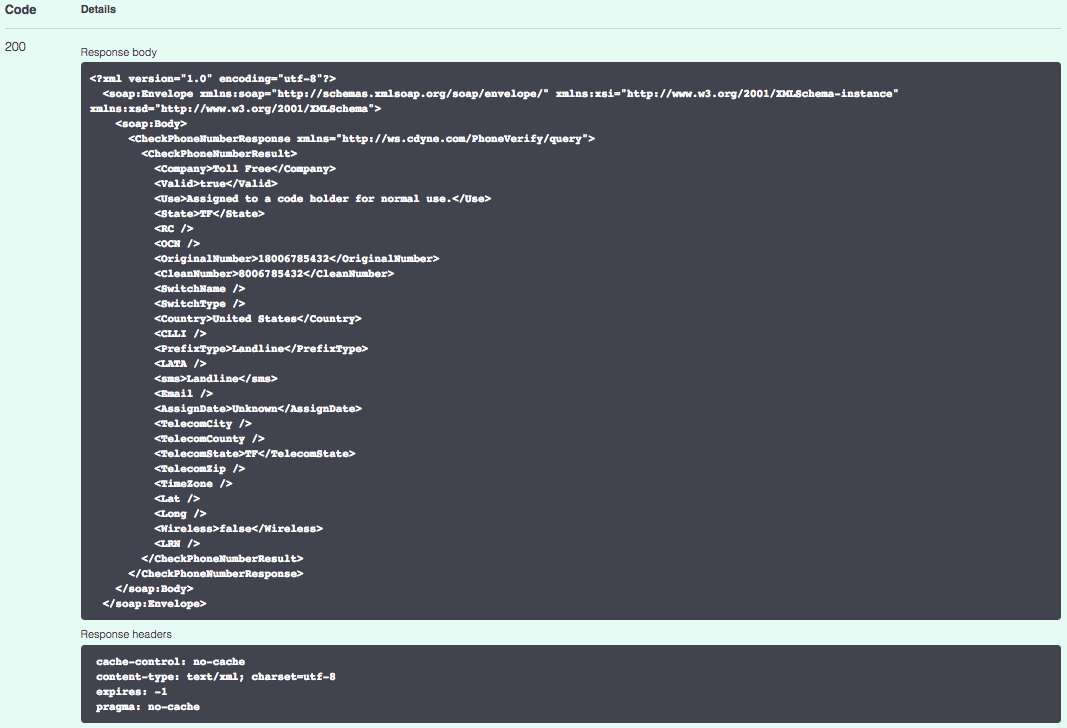 Code Details
200
Response body
<?xml version="1.0" encoding="utf-8"?>
<soap:Envelope xmlns:soap="http://schemas.xmlsoap.org/soap/envelope/" xmlns:xsi="http://www.w3.org/2001/XMLSchema-instance"
xmlns:xsd="http://www.w3.org/2001/XMLSchema">
<soap:Body>
<CheckPhoneNumberResponse xmlns="http://ws.cdyne.com/PhoneVerify/query">
<CheckPhoneNumberResult>
<Company>Toll Free</Company>
<Valid>true</Valid>
<Use>Assigned to a code holder for normal use.</Use>
<State>TF</State>
<RC />
<OCN />
<OriginalNumber>18006785432</OriginalNumber>
<CleanNumber>8006785432</CleanNumber>
<SwitchName />
<SwitchType />
<Country>United States</Country>
<CLLI />
<PrefixType>Landline</PrefixType>
<LATA />
<sms>Landline</sms>
<Email />
<AssignDate>Unknown</AssignDate>
<TelecomCity />
<TelecomCounty />
<TelecomState>TF</TelecomState>
<TelecomZip />
<TimeZone />
<Lat />
<Long />
<Wireless>false</Wireless>
<LRN />
</CheckPhoneNumberResult>
</CheckPhoneNumberResponse>
</soap:Body>
</soap:Envelope>
Response headers
cache-control: no-cache
content-type: text/xml; charset=utf-8
expires: -1
pragma: no-cache